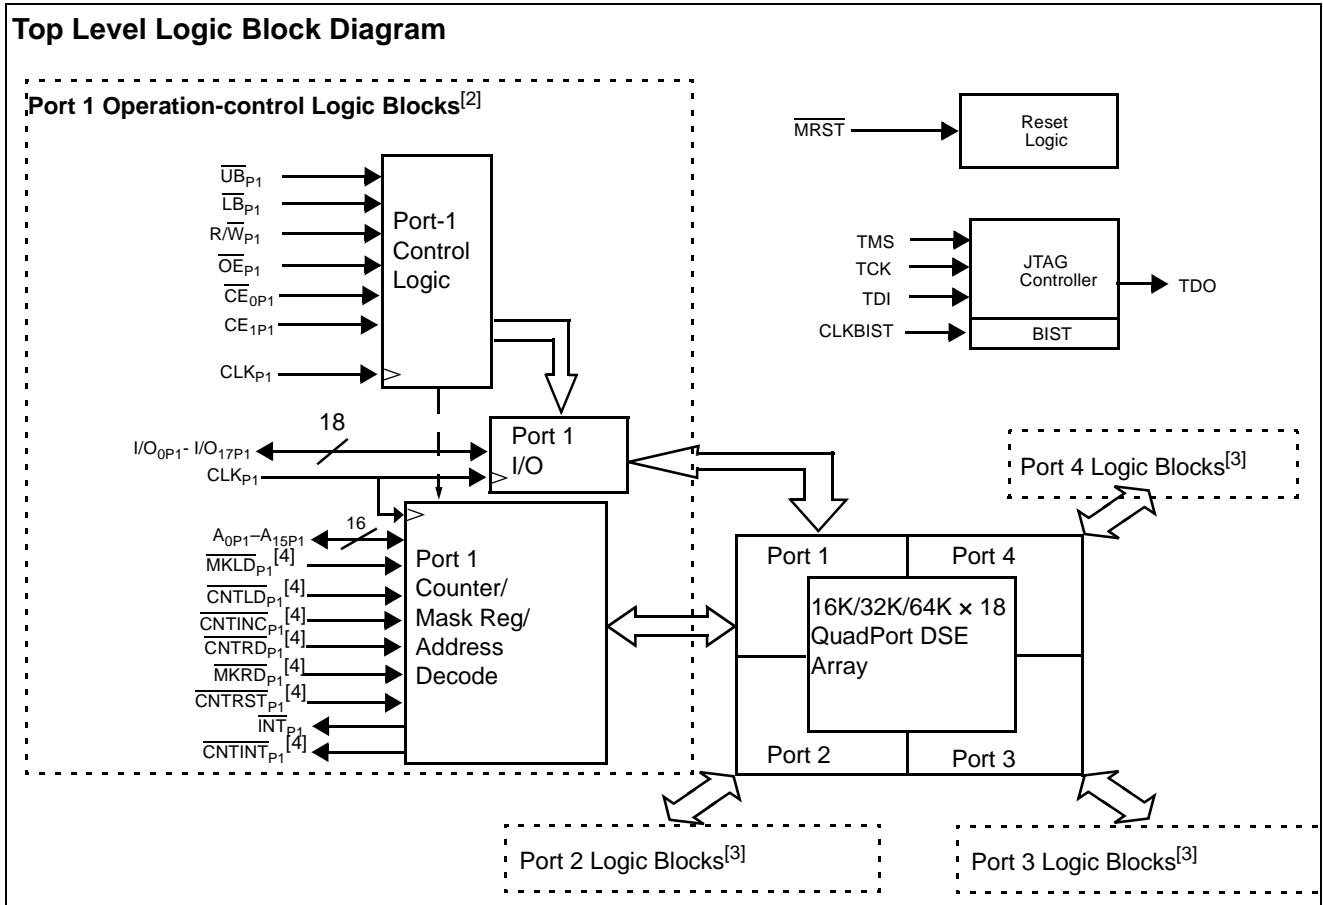 Top Level Logic Block Diagram
Port 1 Operation-control Logic Blocks[2]
UBP1
LBP1
R/WP1
OEP1
CE0P1
CE1P1
CLKP1
Port-1
Control
Logic
18
I/O0P1- I/O17P1
CLKP1
Port 1
I/O
16
A0P1–A15P1
MKLDP1[4]
CNTLDP1[4]
CNTINCP1[4]
CNTRDP1[4]
MKRDP1[4]
CNTRSTP1[4]
INTP1
CNTINTP1[4]
Port 1
Counter/
Mask Reg/
Address
Decode
MRST
Reset
Logic
TMS
TCK
TDI
CLKBIST
JTAG
Controller
BIST
TDO
Port 4 Logic Blocks[3]
Port 1
Port 4
16K/32K/64K × 18
QuadPort DSE
Array
Port 2
Port 3
Port 2 Logic Blocks[3]
Port 3 Logic Blocks[3]